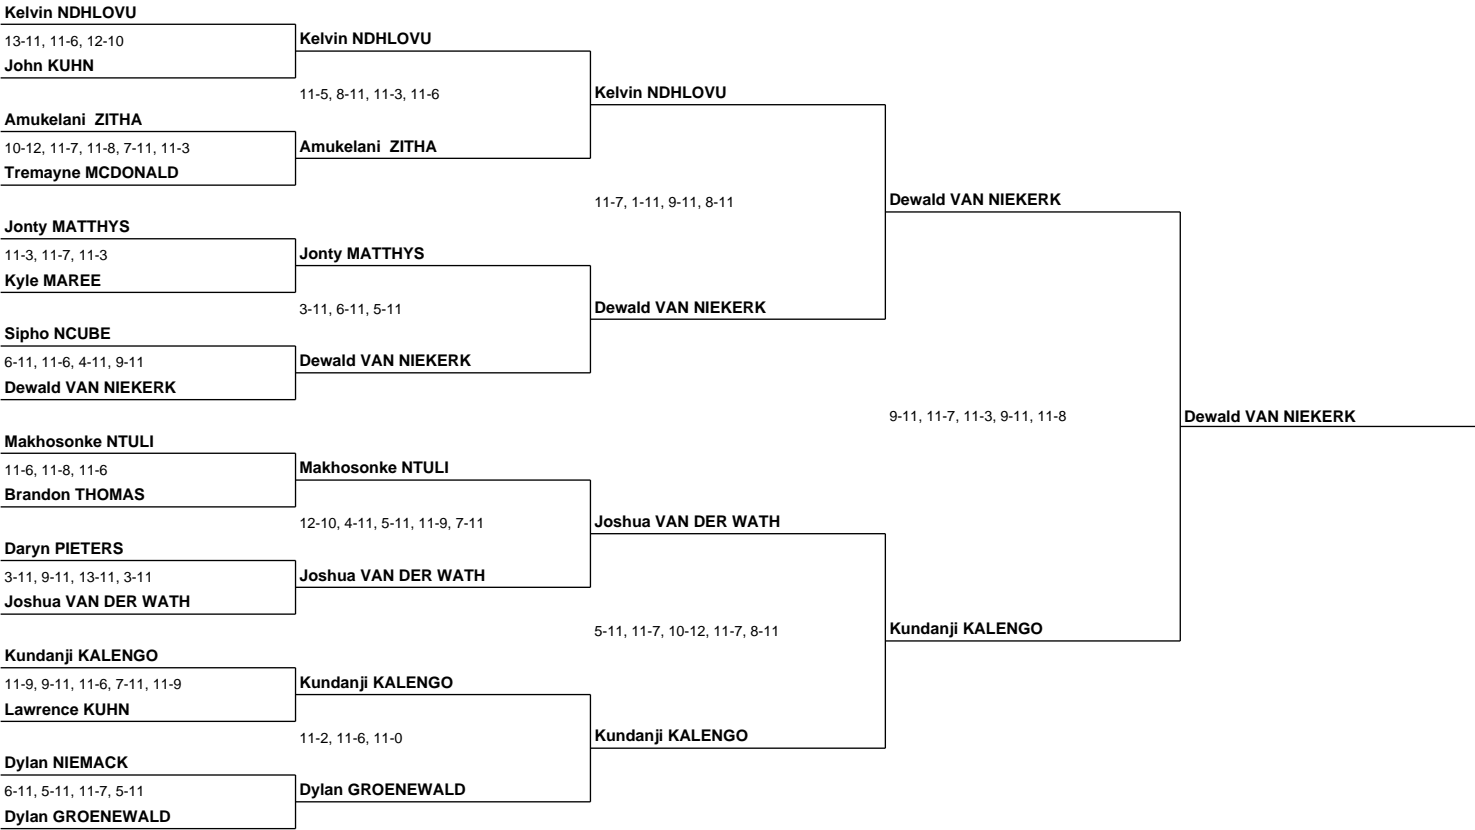 Kelvin NDHLOVU
13-11, 11-6, 12-10
John KUHN
Amukelani  ZITHA
10-12, 11-7, 11-8, 7-11, 11-3
Tremayne MCDONALD
Jonty MATTHYS
11-3, 11-7, 11-3
Kyle MAREE
Sipho NCUBE
6-11, 11-6, 4-11, 9-11
Dewald VAN NIEKERK
Makhosonke NTULI
11-6, 11-8, 11-6
Brandon THOMAS
Daryn PIETERS
3-11, 9-11, 13-11, 3-11
Joshua VAN DER WATH
Kundanji KALENGO
11-9, 9-11, 11-6, 7-11, 11-9
Lawrence KUHN
Dylan NIEMACK
6-11, 5-11, 11-7, 5-11
Dylan GROENEWALD
Kelvin NDHLOVU
11-5, 8-11, 11-3, 11-6
Amukelani  ZITHA
Jonty MATTHYS
3-11, 6-11, 5-11
Dewald VAN NIEKERK
Makhosonke NTULI
12-10, 4-11, 5-11, 11-9, 7-11
Joshua VAN DER WATH
Kundanji KALENGO
11-2, 11-6, 11-0
Dylan GROENEWALD
Kelvin NDHLOVU
11-7, 1-11, 9-11, 8-11
Dewald VAN NIEKERK
Joshua VAN DER WATH
5-11, 11-7, 10-12, 11-7, 8-11
Kundanji KALENGO
Dewald VAN NIEKERK
9-11, 11-7, 11-3, 9-11, 11-8
Kundanji KALENGO
Dewald VAN NIEKERK